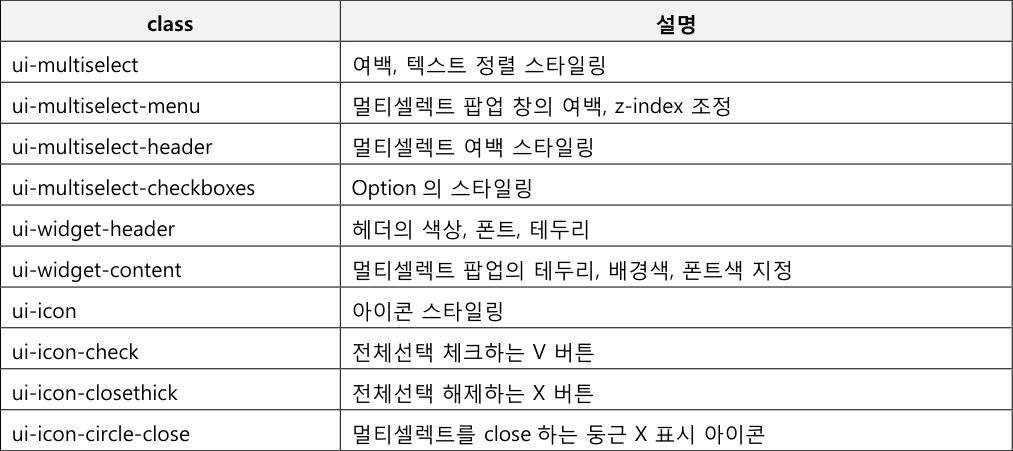 class 설명
ui-multiselect 여백, 텍스트 정렬 스타일링
ui-multiselect-menu 멀티셀렉트 팝업 창의 여백, z-index 조정
ui-multiselect-header 멀티셀렉트 여백 스타일링
ui-multiselect-checkboxes Option 의 스타일링
ui-widget-header 헤더의 색상, 폰트, 테두리
ui-widget-content 멀티셀렉트 팝업의 테두리, 배경색, 폰트색 지정
ui-icon 아이콘 스타일링
ui-icon-check 전체선택 체크하는 V 버튼
ui-icon-closethick 전체선택 해제하는 X 버튼
ui-icon-circle-close 멀티셀렉트를 close 하는 둥근 X 표시 아이콘